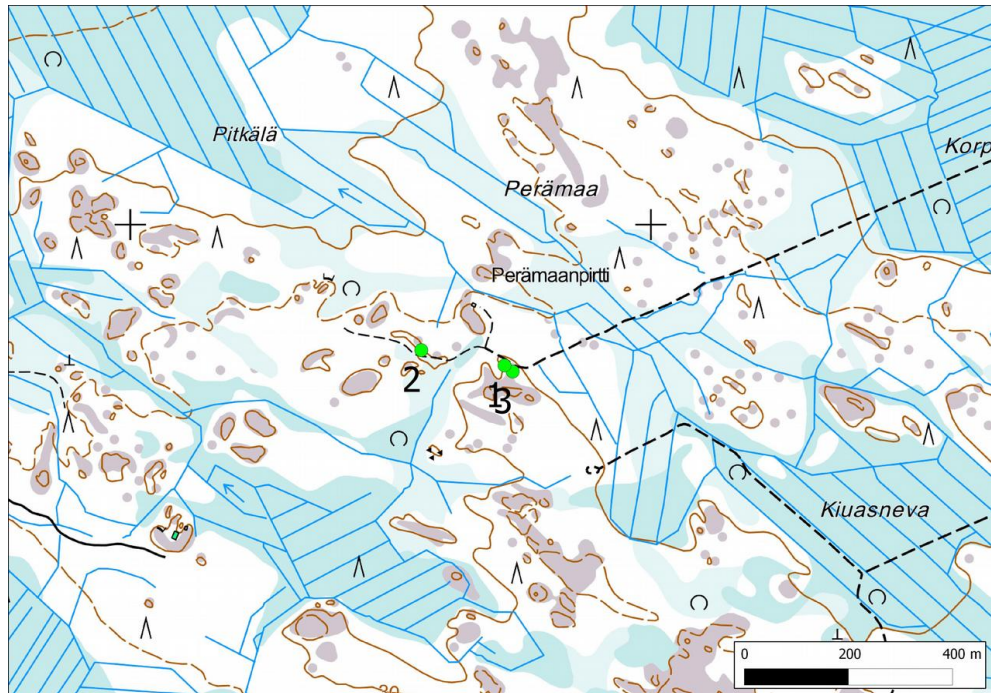 Pitkälä
Korp
Perämaa
Perämaanpirtti
2
1
3
Kiuasneva
0 200 400 m